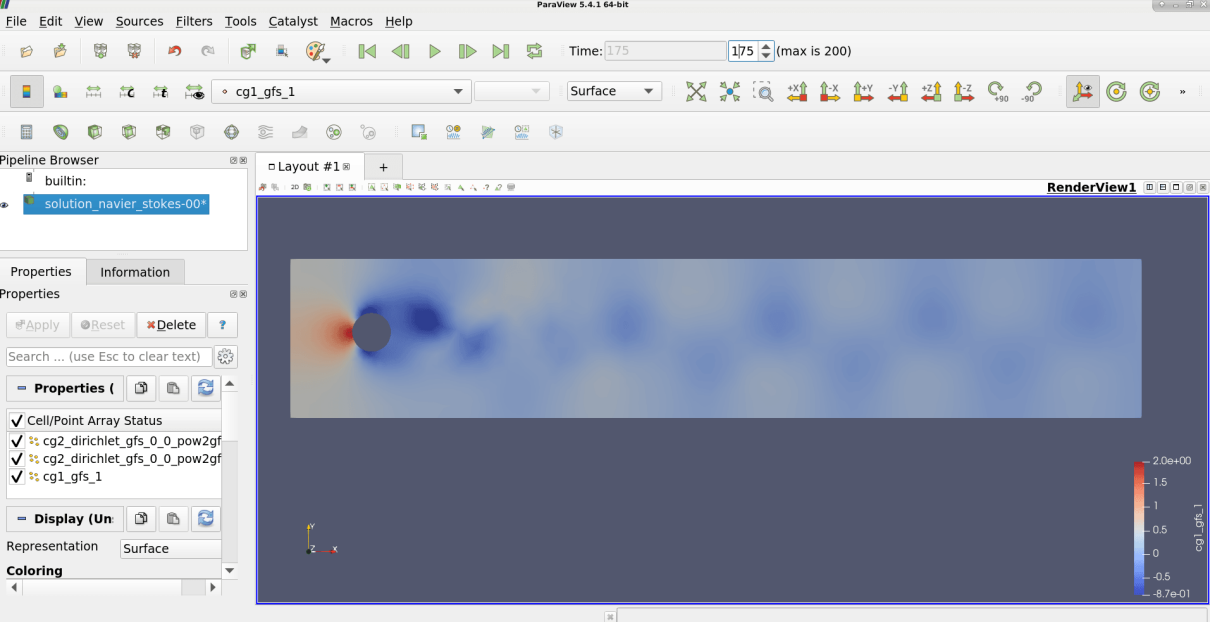 ParaView 5.4.1 64-bit
File Edit View Sources Filters Tools Catalyst Macros Help
Time: 175 175 (max is 200)
cg1_gfs_1 Surface +X -X +Y -Y +Z -Z +90 -90 »
Pipeline Browser
Layout #1 +
builtin:
2D RenderView1
solution_navier_stokes-00*
Properties Information
Properties
Apply Reset Delete ?
Search ... (use Esc to clear text)
Properties (
Cell/Point Array Status
cg2_dirichlet_gfs_0_0_pow2gf
cg2_dirichlet_gfs_0_0_pow2gf
cg1_gfs_1
Display (Un
Representation Surface
Coloring
Y
Z X
2.0e+00
1.5
1
0.5
0
-0.5
-8.7e-01
cg1_gfs_1